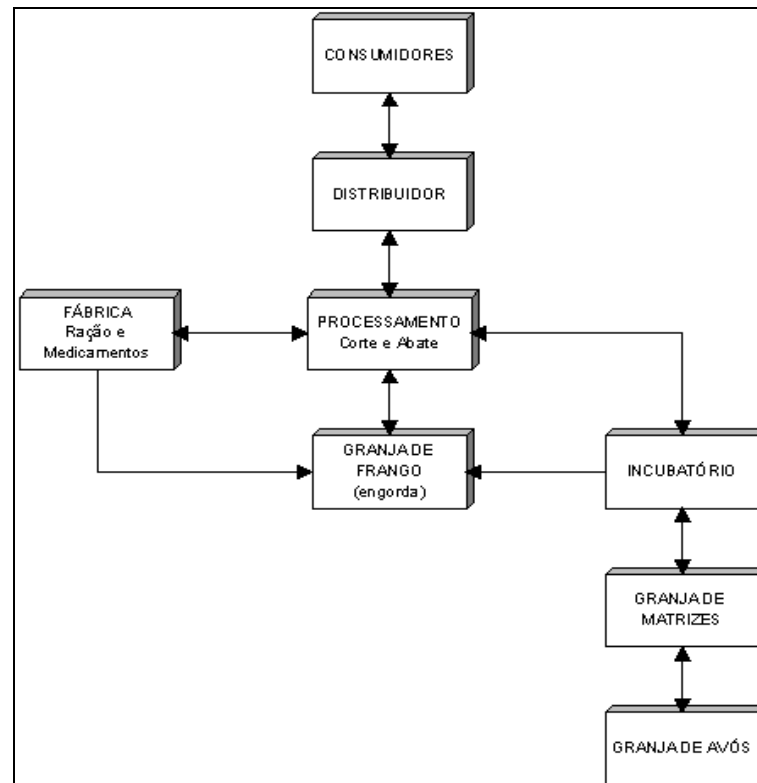 CONSUMIDORES
DISTRIBUIDOR
FÁBRICA
Ração e
Medicamentos
PROCESSAMENTO
Corte e Abate
GRANJA DE
FRANGO
(engorda)
INCUBATÓRIO
GRANJA DE
MATRIZES
GRANJA DE AVÓS